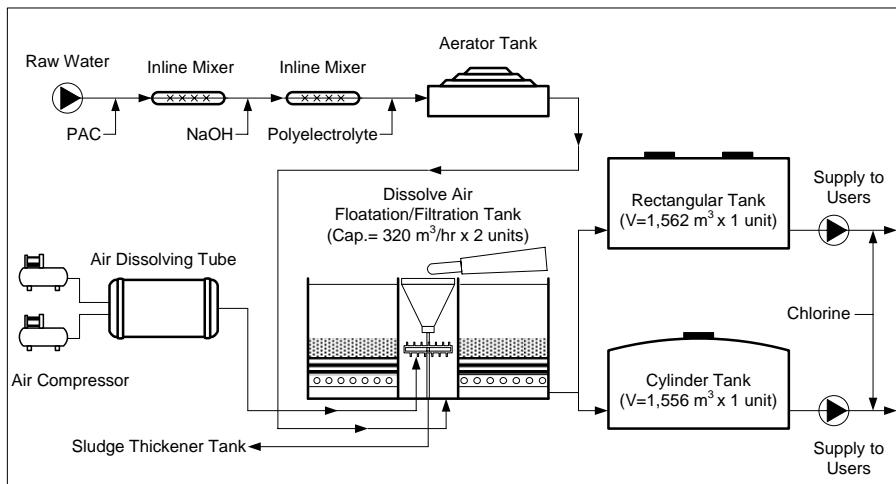 Aerator Tank
Raw Water
Inline Mixer
Inline Mixer
PAC
NaOH
Polyelectrolyte
Dissolve Air
Floatation/Filtration Tank
(Cap.= 320 m³/hr x 2 units)
Rectangular Tank
(V=1,562 m³ x 1 unit)
Supply to
Users
Air Dissolving Tube
Air Compressor
Chlorine
Cylinder Tank
(V=1,556 m³ x 1 unit)
Supply to
Users
Sludge Thickener Tank